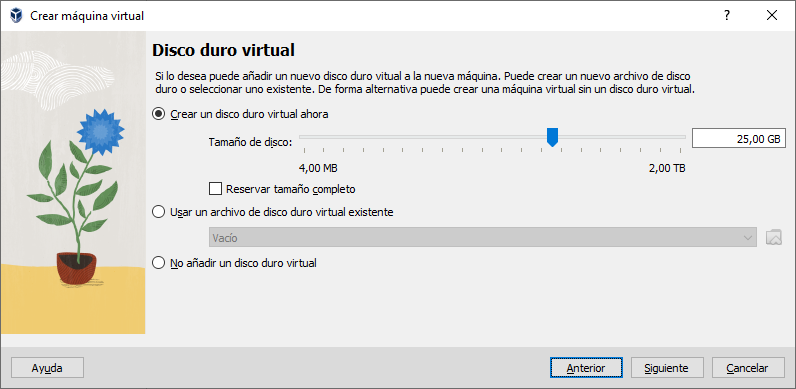 Crear máquina virtual
Disco duro virtual
Si lo desea puede añadir un nuevo disco duro vitual a la nueva máquina. Puede crear un nuevo archivo de disco
duro o seleccionar uno existente. De forma alternativa puede crear una máquina virtual sin un disco duro virtual.
Crear un disco duro virtual ahora
Tamaño de disco:
25,00 GB
4,00 MB
2,00 TB
Reservar tamaño completo
Usar un archivo de disco duro virtual existente
Vacío
No añadir un disco duro virtual
Ayuda
Anterior
Siguiente
Cancelar